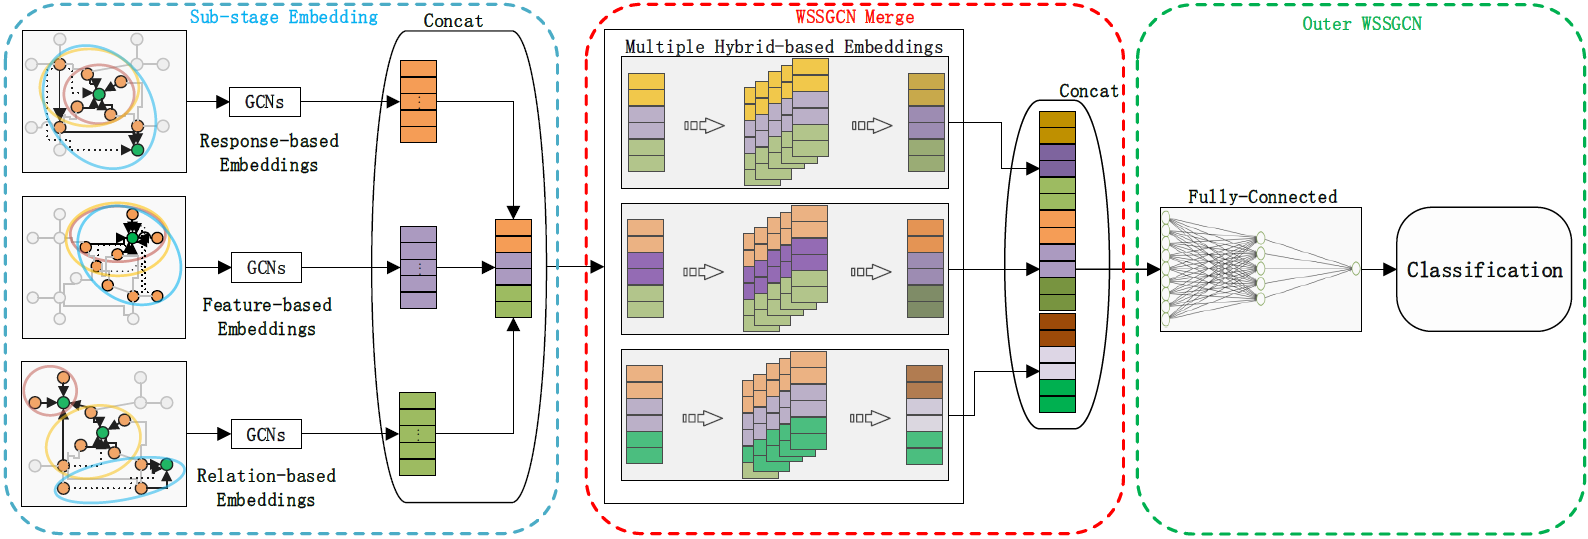 Sub-stage Embedding
Concat
GCNs
Response-based
Embeddings
GCNs
Feature-based
Embeddings
GCNs
Relation-based
Embeddings
WSSGCN Merge
Multiple Hybrid-based Embeddings
Concat
Outer WSSGCN
Fully-Connected
Classification